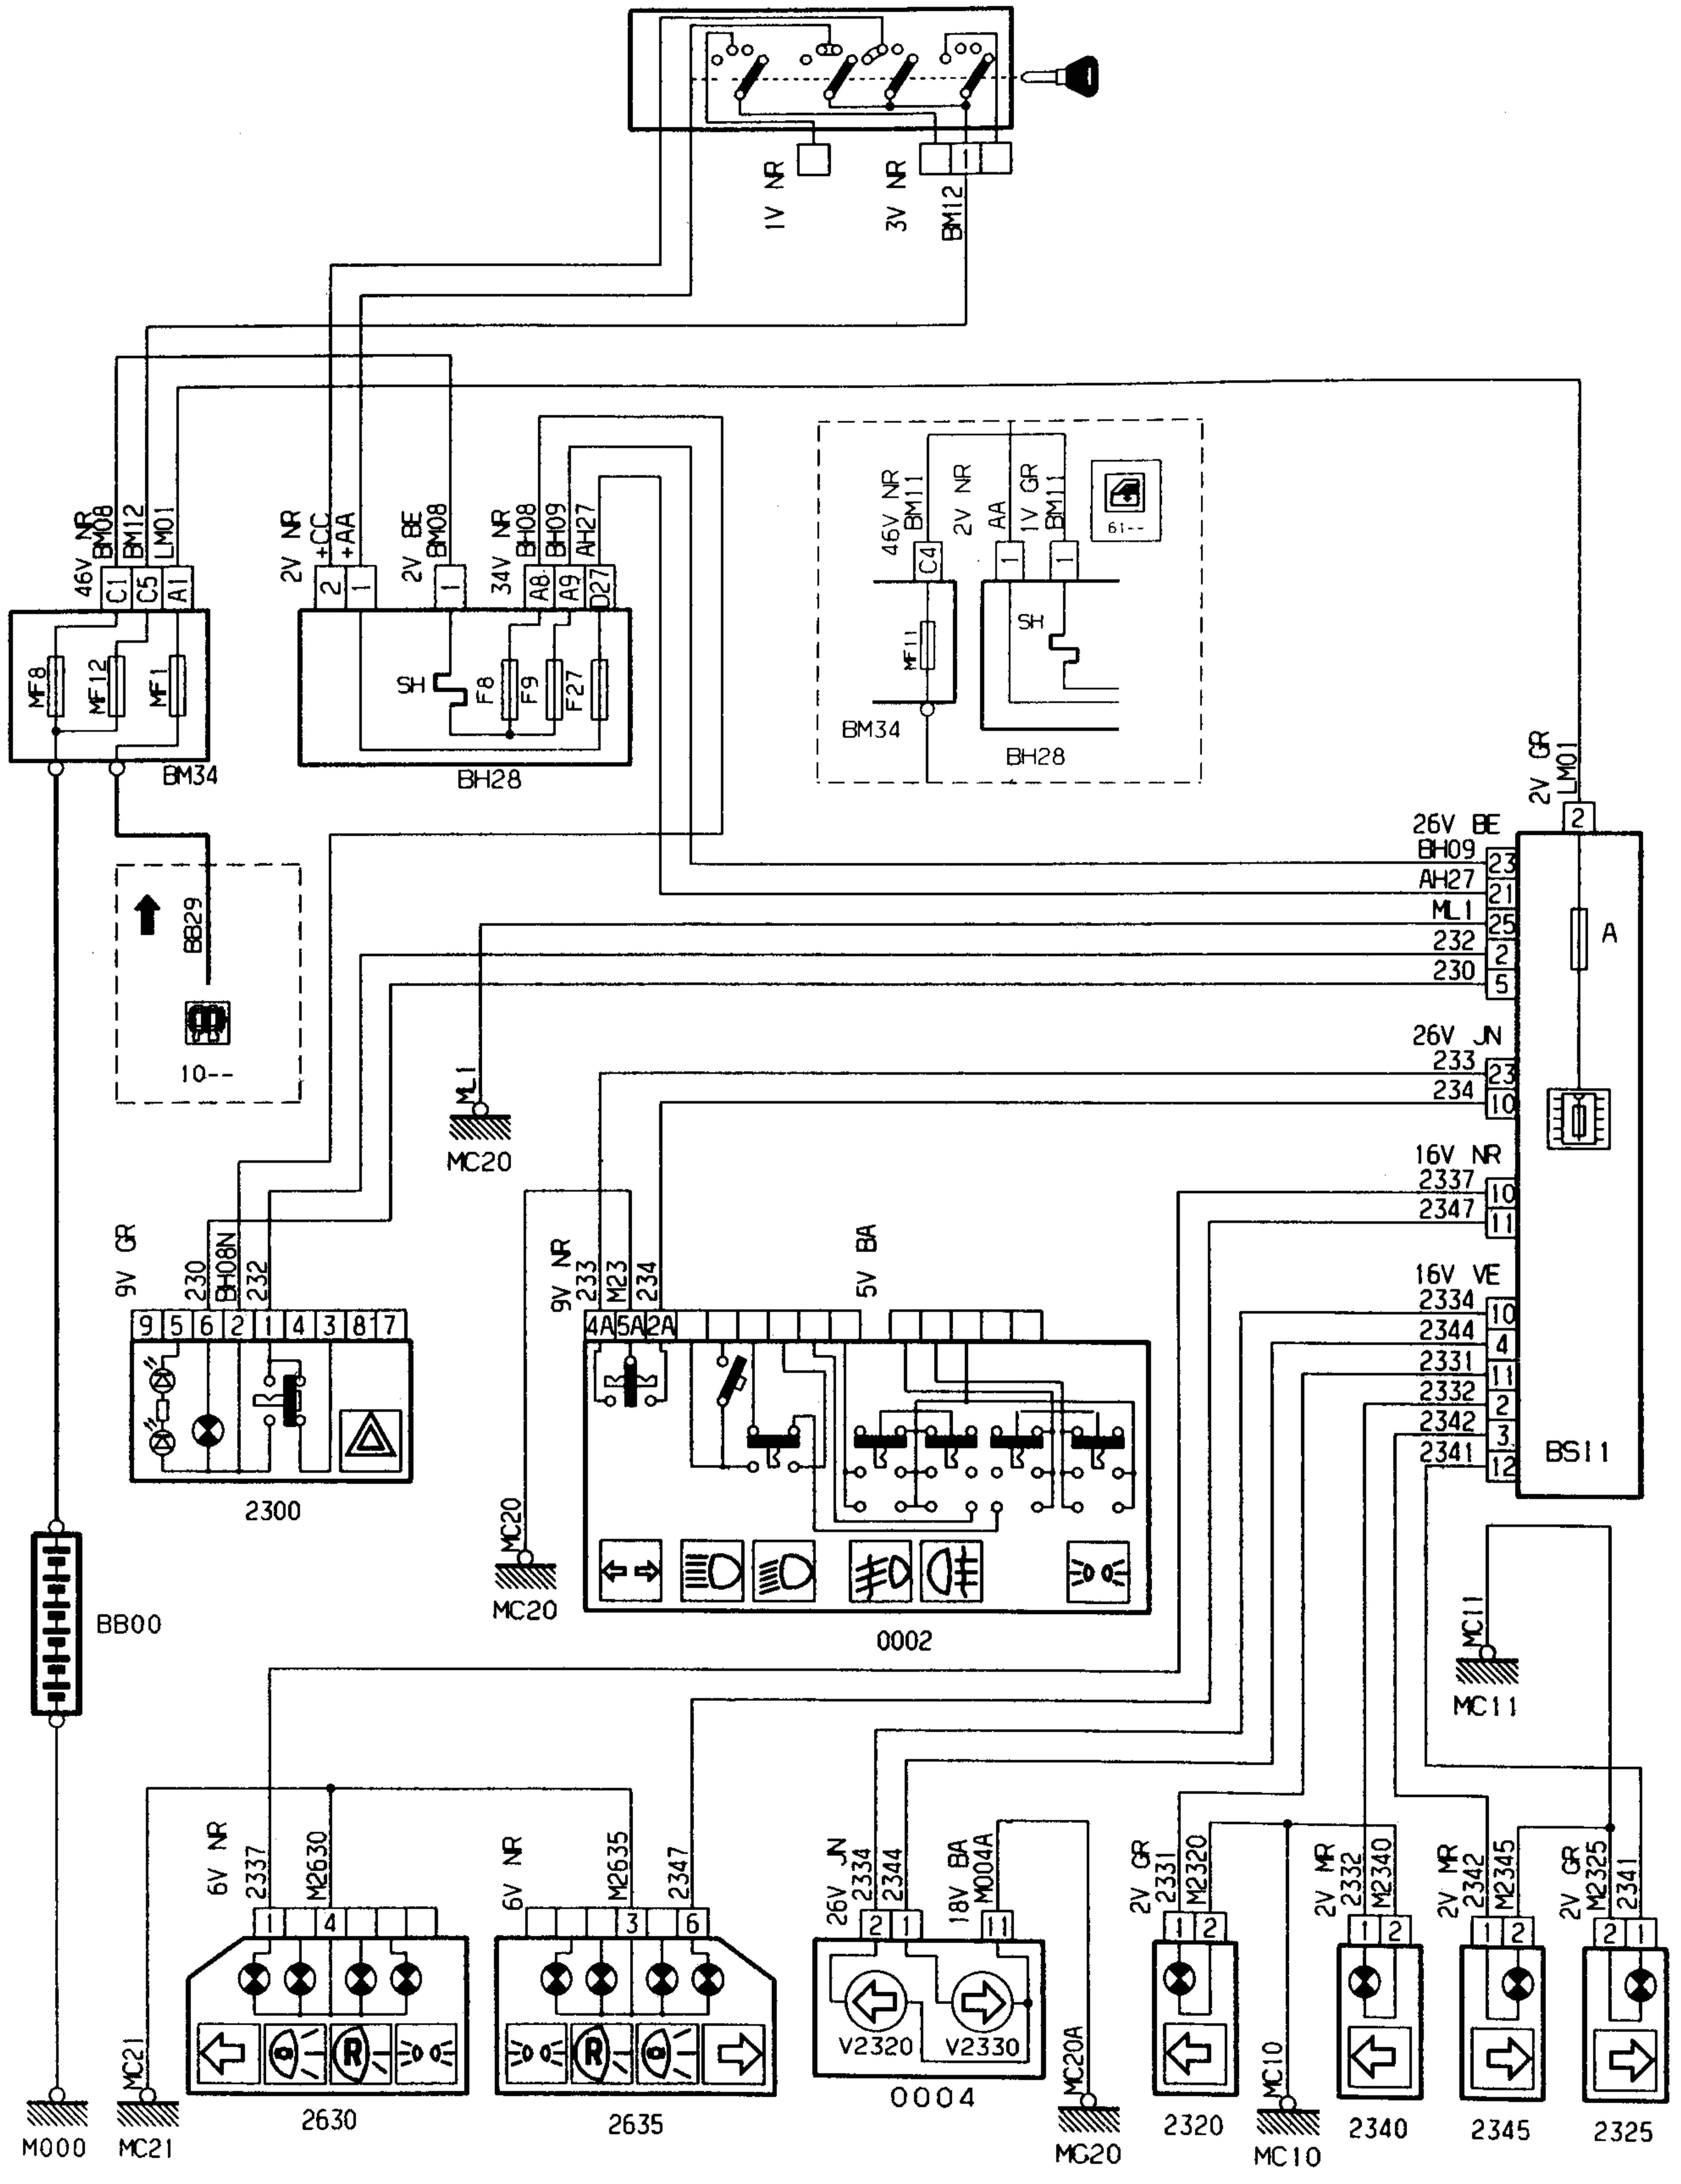 1V NR
3V NR
1
BM12
46V NR
BM08
BM12
LM01
C1
C5
A1
MF8
MF12
MF1
BM34
2V NR
+CC
+AA
2V BE
BM08
34V NR
BH08
BH09
AH27
2
1
1
A8
A9
D27
SH
F8
F9
F27
BH28
46V NR
BM11
2V NR
AA
1V GR
BM11
61--
C4
1
1
MF11
SH
BM34
BH28
2V GR
LM01
2
26V BE
BH09
23
AH27
21
ML1
25
232
2
230
5
A
26V JN
233
23
234
10
16V NR
2337
10
2347
11
16V VE
2334
10
2344
4
2331
11
2332
2
2342
3
2341
12
BSI1
BB29
10--
ML1
MC20
9V GR
230
BH08N
232
9 5 6 2 1 4 3 8 7
2300
9V NR
233
M23
234
5V BA
4A 5A 2A
MC20
MC20
0002
BB00
MC11
MC11
6V NR
2337
M2630
1
4
R
2630
6V NR
M2635
2347
3
6
R
2635
26V JN
2334
2344
18V BA
M004A
2
1
11
V2320
V2330
0004
MC20A
MC20
2V GR
2331
M2320
1 2
2320
MC10
MC10
2V MR
2332
M2340
1 2
2340
2V MR
2342
M2345
1 2
2345
2V GR
M2325
2341
2 1
2325
M000
MC21
MC21